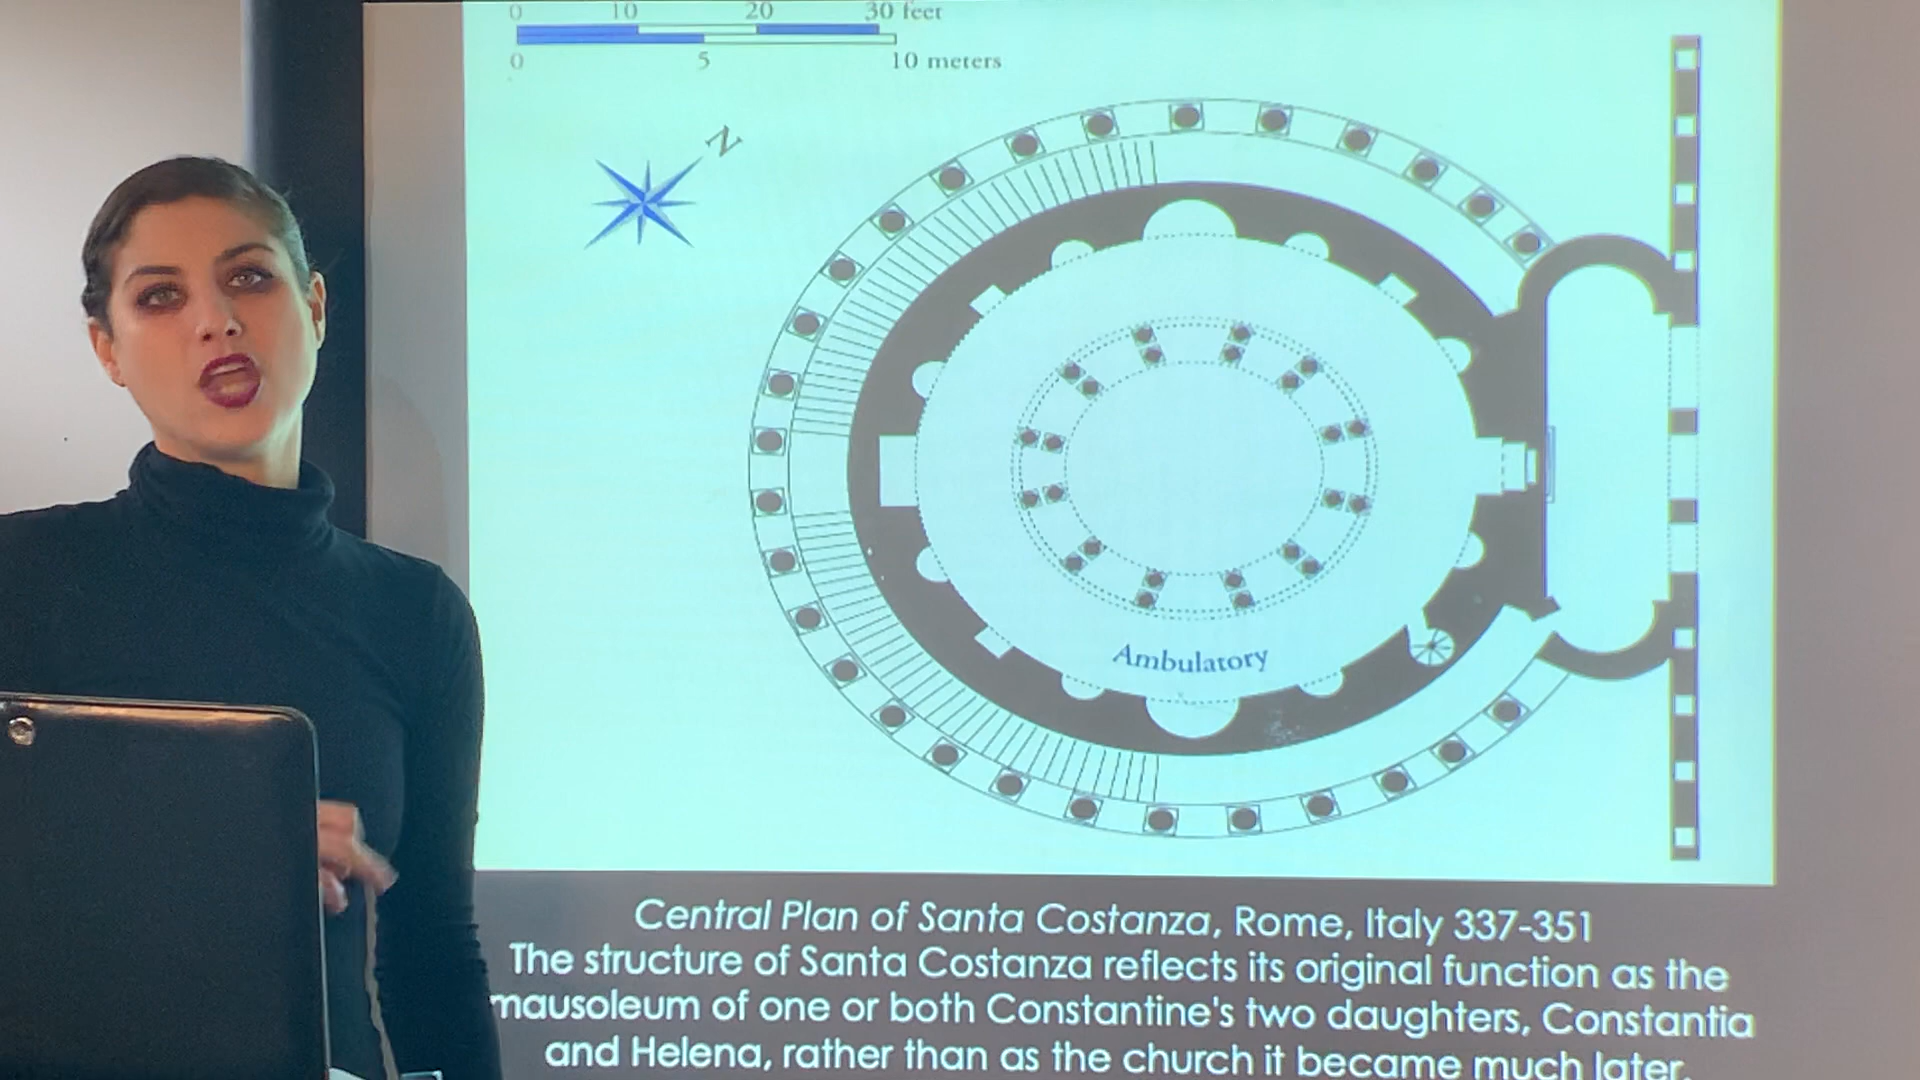 0 10 20 30 feet
0 5 10 meters
N
Ambulatory
Central Plan of Santa Costanza, Rome, Italy 337-351
The structure of Santa Costanza reflects its original function as the
mausoleum of one or both Constantine's two daughters, Constantia
and Helena, rather than as the church it became much later.